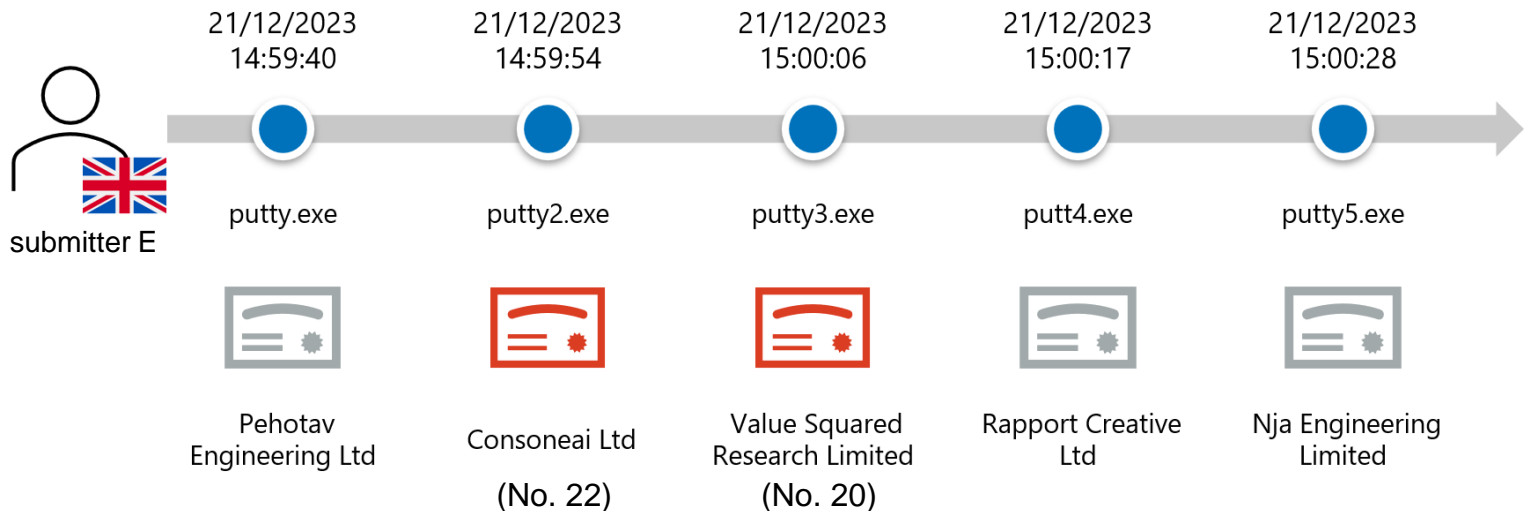 21/12/2023
14:59:40
21/12/2023
14:59:54
21/12/2023
15:00:06
21/12/2023
15:00:17
21/12/2023
15:00:28
submitter E
putty.exe
putty2.exe
putty3.exe
putt4.exe
putty5.exe
Pehotav
Engineering Ltd
Consoneai Ltd
(No. 22)
Value Squared
Research Limited
(No. 20)
Rapport Creative
Ltd
Nja Engineering
Limited